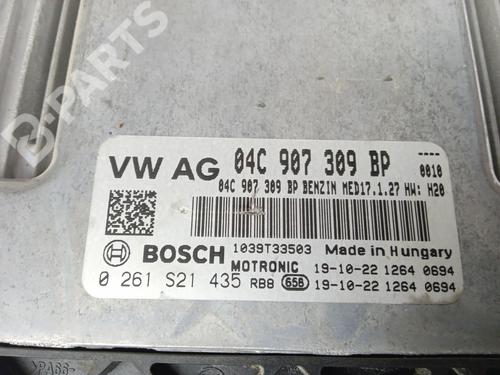 B-PARTS
VW AG 04C 907 309 BP
0010
04C 907 309 BP BENZIN MED17.1.27 HW: H20
BOSCH 1039T33503 Made in Hungary
MOTRONIC 19-10-22 1264 0694
0 261 S21 435 RB8 658 19-10-22 1264 0694